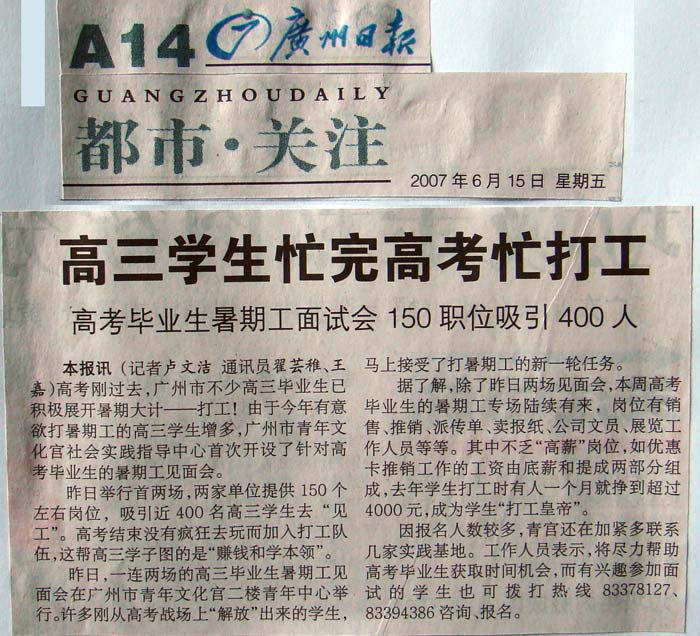 A14 广州日报
GUANGZHOUDAILY
都市·关注
2007年6月15日 星期五
高三学生忙完高考忙打工
高考毕业生暑期工面试会 150 职位吸引 400 人
本报讯 (记者卢文洁 通讯员翟芸稚、王
嘉)高考刚过去,广州市不少高三毕业生已
积极展开暑期大计——打工！由于今年有意
欲打暑期工的高三学生增多,广州市青年文
化宫社会实践指导中心首次开设了针对高
考毕业生的暑期工见面会。
昨日举行首两场,两家单位提供 150 个
左右岗位，吸引近 400 名高三学生去“见
工”。高考结束没有疯狂去玩而加入打工队
伍,这帮高三学子图的是“赚钱和学本领”。
昨日,一连两场的高三毕业生暑期工见
面会在广州市青年文化宫二楼青年中心举
行。许多刚从高考战场上“解放”出来的学生,
马上接受了打暑期工的新一轮任务。
据了解,除了昨日两场见面会,本周高考
毕业生的暑期工专场陆续有来，岗位有销
售、推销、派传单、卖报纸、公司文员、展览工
作人员等等。其中不乏“高薪”岗位,如优惠
卡推销工作的工资由底薪和提成两部分组
成,去年学生打工时有人一个月就挣到超过
4000 元,成为学生“打工皇帝”。
因报名人数较多,青宫还在加紧多联系
几家实践基地。工作人员表示,将尽力帮助
高考毕业生获取时间机会,而有兴趣参加面
试的学生也可拨打热线 83378127、
83394386 咨询、报名。